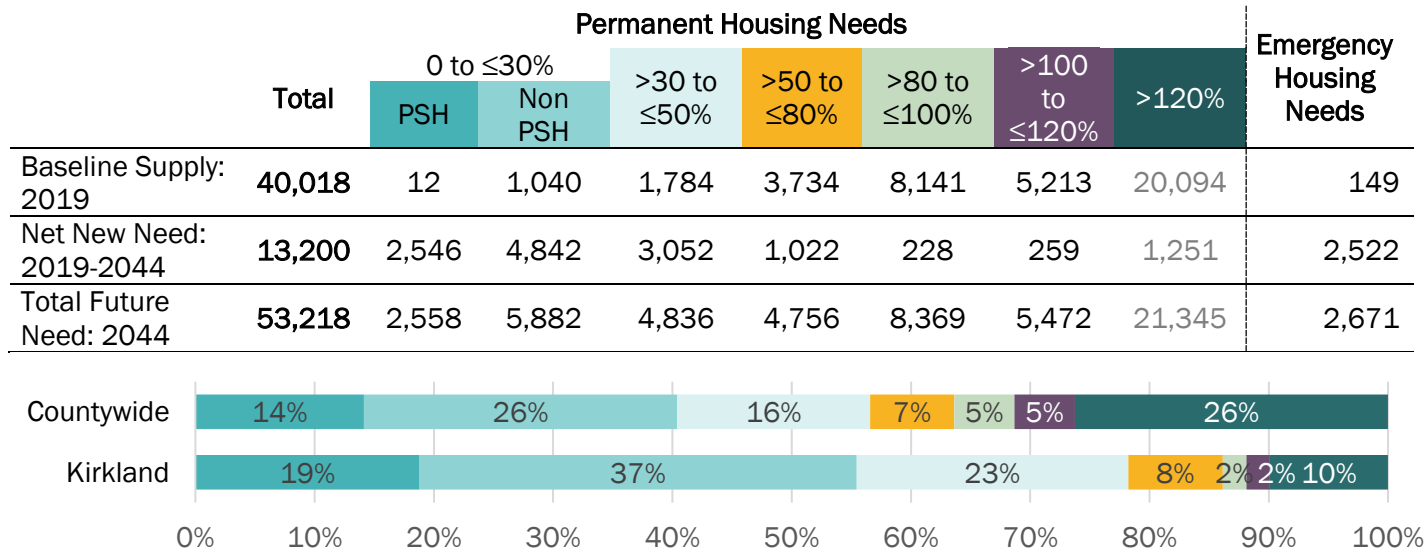 Permanent Housing Needs
Emergency Housing Needs
Total
0 to ≤30%
PSH
Non PSH
>30 to ≤50%
>50 to ≤80%
>80 to ≤100%
>100 to ≤120%
>120%
Baseline Supply: 2019 40,018 12 1,040 1,784 3,734 8,141 5,213 20,094 149
Net New Need: 2019-2044 13,200 2,546 4,842 3,052 1,022 228 259 1,251 2,522
Total Future Need: 2044 53,218 2,558 5,882 4,836 4,756 8,369 5,472 21,345 2,671
Countywide 14% 26% 16% 7% 5% 5% 26%
Kirkland 19% 37% 23% 8% 2% 2% 10%
0% 10% 20% 30% 40% 50% 60% 70% 80% 90% 100%